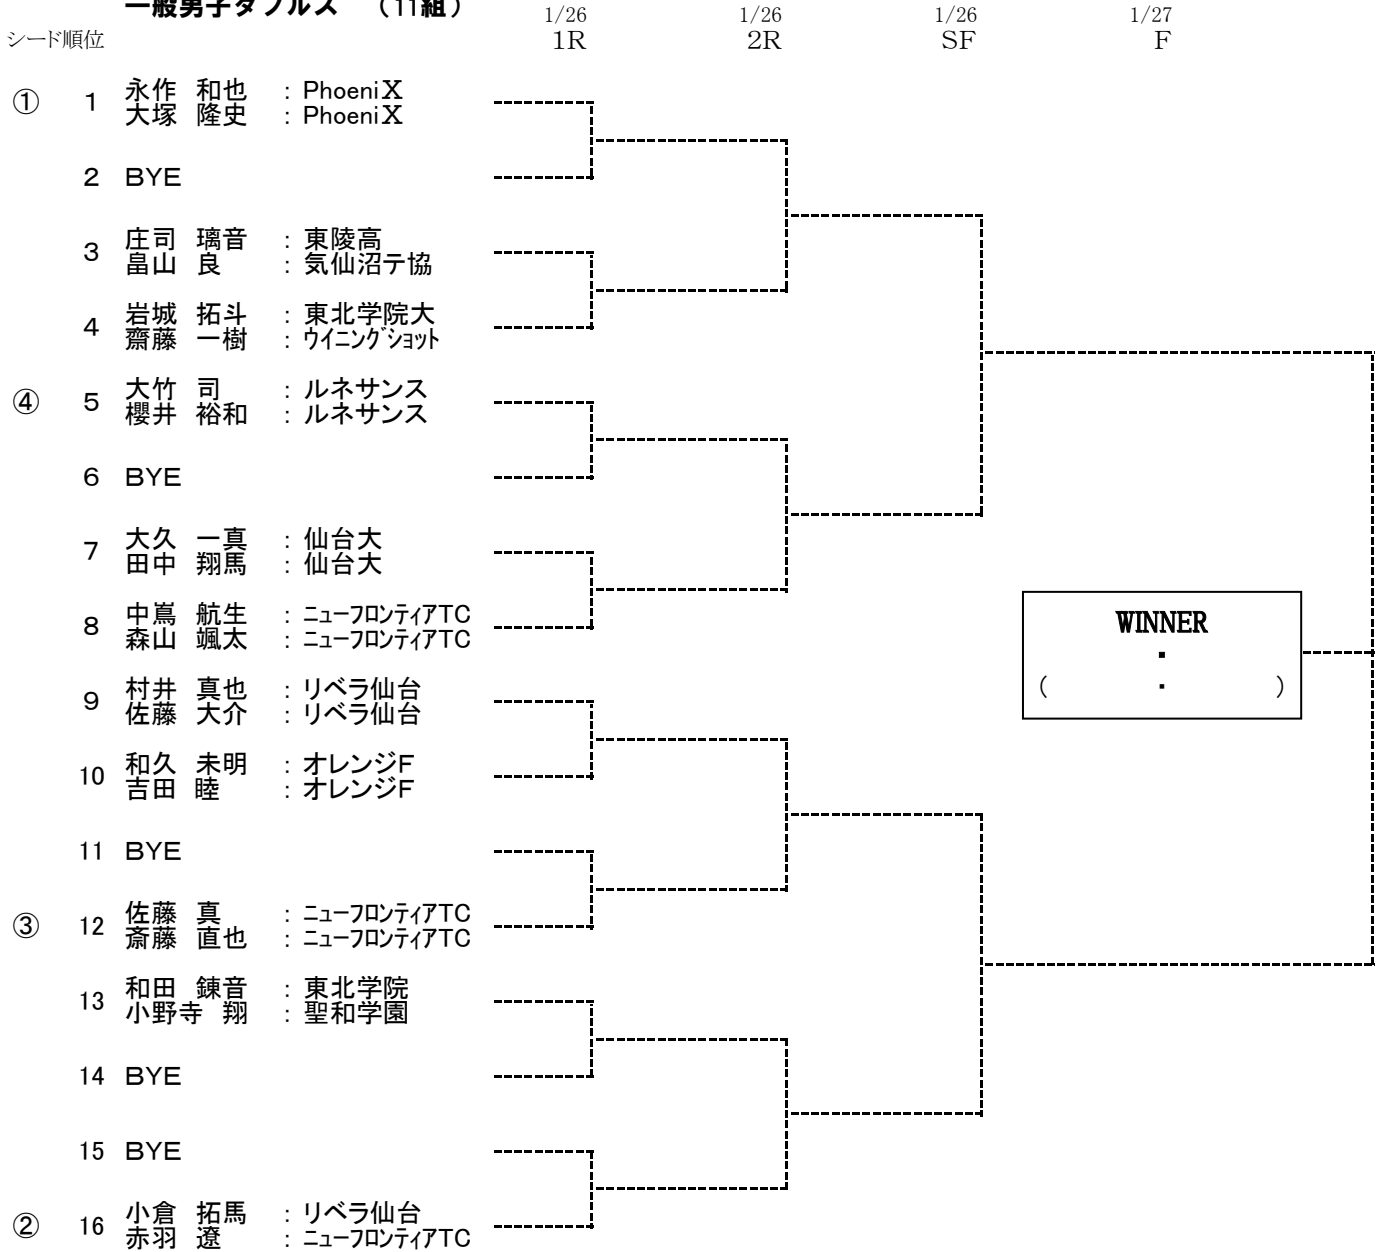 一般男子ダブルス （11組）
1/26 1/26 1/26 1/27
シード順位 1R 2R SF F
① 1 永作 和也 : PhoeniX
大塚 隆史 : PhoeniX
2 BYE
3 庄司 璃音 : 東陵高
畠山 良 : 気仙沼テ協
4 岩城 拓斗 : 東北学院大
齋藤 一樹 : ウイニングショット
④ 5 大竹 司 : ルネサンス
櫻井 裕和 : ルネサンス
6 BYE
7 大久 一真 : 仙台大
田中 翔馬 : 仙台大
8 中嶌 航生 : ニューフロンティアTC
森山 颯太 : ニューフロンティアTC
WINNER
・
（ ・ ）
9 村井 真也 : リベラ仙台
佐藤 大介 : リベラ仙台
10 和久 未明 : オレンジF
吉田 睦 : オレンジF
11 BYE
③ 12 佐藤 真 : ニューフロンティアTC
斎藤 直也 : ニューフロンティアTC
13 和田 錬音 : 東北学院
小野寺 翔 : 聖和学園
14 BYE
15 BYE
② 16 小倉 拓馬 : リベラ仙台
赤羽 遼 : ニューフロンティアTC